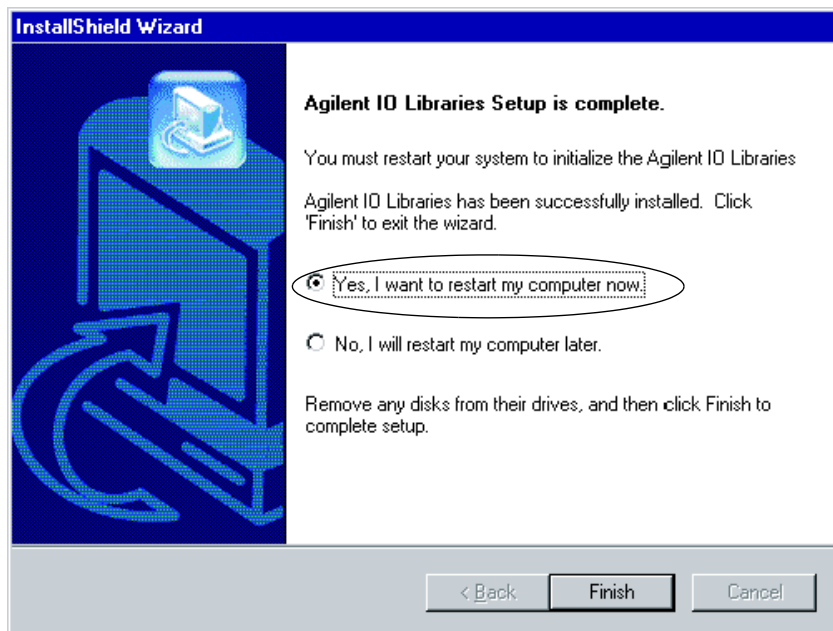 InstallShield Wizard
Agilent IO Libraries Setup is complete.
You must restart your system to initialize the Agilent IO Libraries
Agilent IO Libraries has been successfully installed. Click
'Finish' to exit the wizard.
Yes, I want to restart my computer now.
No, I will restart my computer later.
Remove any disks from their drives, and then click Finish to
complete setup.
< Back
Finish
Cancel